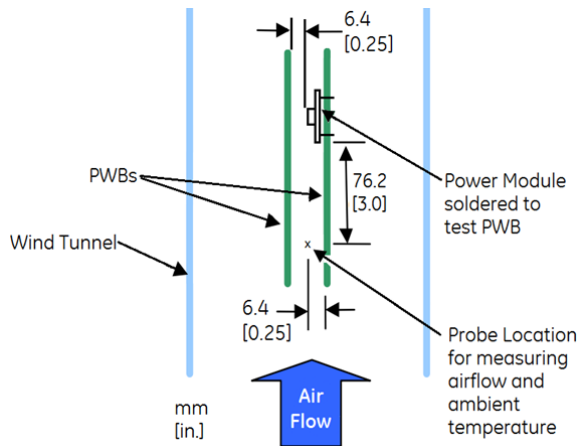 6.4
[0.25]
PWBs
76.2
[3.0]
Power Module
soldered to
test PWB
Wind Tunnel
x
6.4
[0.25]
Probe Location
for measuring
airflow and
ambient
temperature
Air
Flow
mm
[in.]